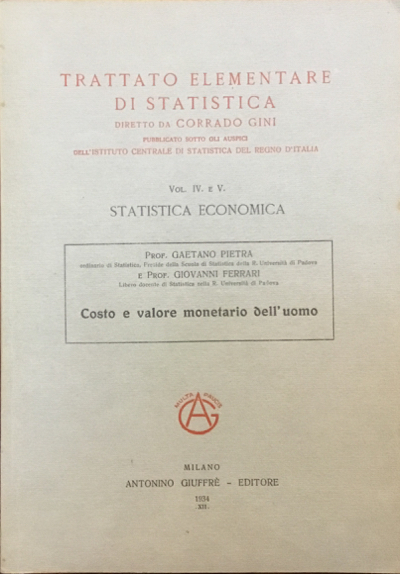 TRATTATO ELEMENTARE
DI STATISTICA
DIRETTO DA CORRADO GINI
PUBBLICATO SOTTO GLI AUSPICI
DELL'ISTITUTO CENTRALE DI STATISTICA DEL REGNO D'ITALIA
VOL. IV. E V.
STATISTICA ECONOMICA
PROF. GAETANO PIETRA
ordinario di Statistica, Preside della Scuola di Statistica della R. Università di Padova
E PROF. GIOVANNI FERRARI
Libero docente di Statistica nella R. Università di Padova.
Costo e valore monetario dell'uomo
MULTA PAUCIS
AG
MILANO
ANTONINO GIUFFRÈ - EDITORE
1934
XII.